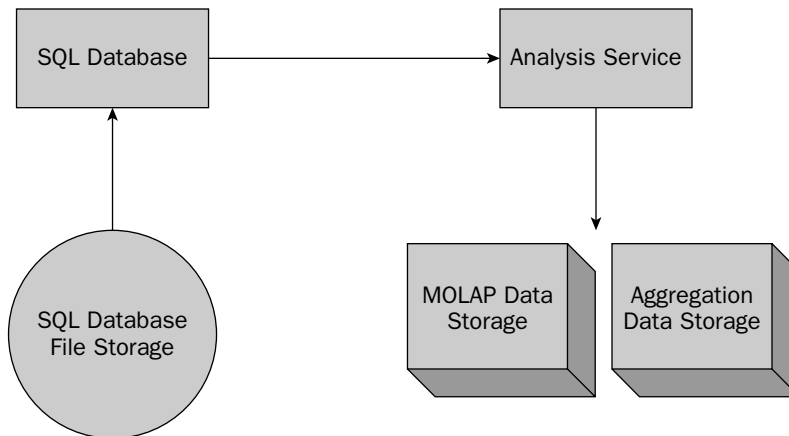 SQL Database
Analysis Service
SQL Database
File Storage
MOLAP Data
Storage
Aggregation
Data Storage